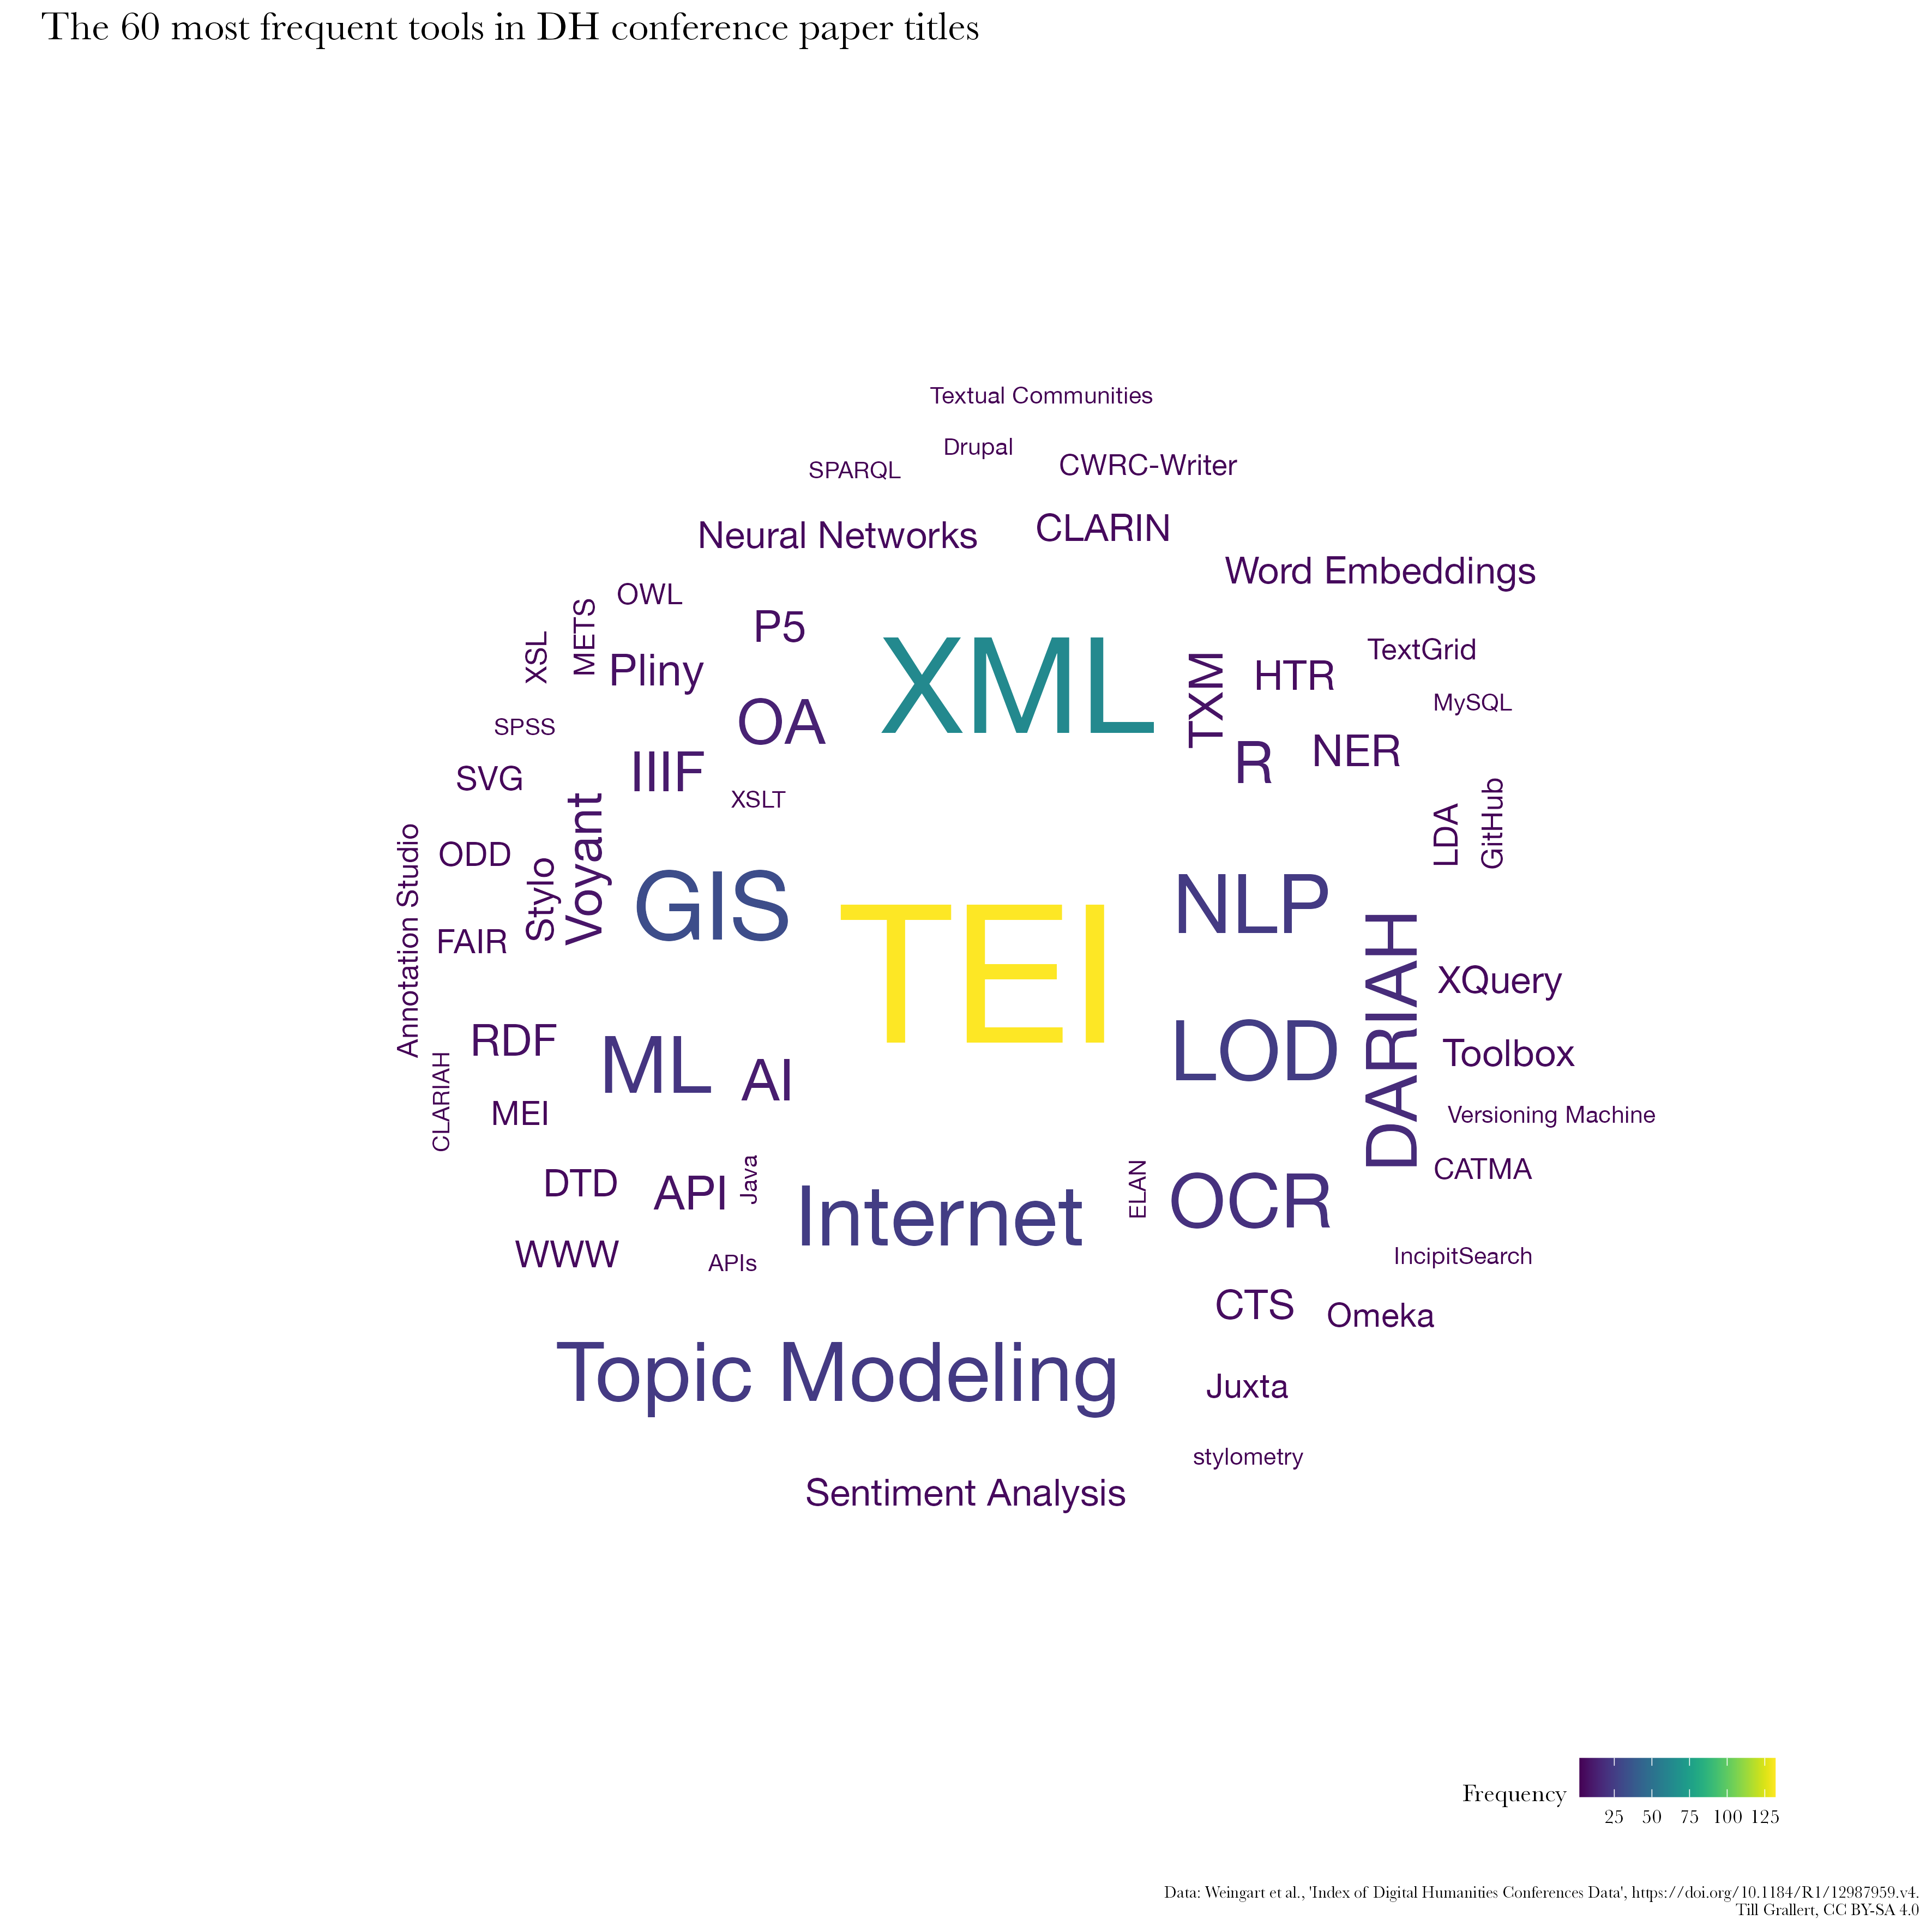 The 60 most frequent tools in DH conference paper titles
Textual Communities
Drupal
SPARQL
CWRC-Writer
Neural Networks
CLARIN
Word Embeddings
OWL
METS
XSL
P5
Pliny
XML
TXM
HTR
TextGrid
MySQL
SPSS
OA
IIIF
R
NER
SVG
XSLT
Voyant
LDA
GitHub
ODD
Stylo
Annotation Studio
GIS
NLP
FAIR
TEI
DARIAH
XQuery
RDF
ML
AI
LOD
Toolbox
CLARIAH
MEI
Versioning Machine
CATMA
DTD
API
Java
Internet
ELAN
OCR
WWW
APIs
IncipitSearch
CTS
Omeka
Topic Modeling
Juxta
stylometry
Sentiment Analysis
Frequency
25 50 75 100 125
Data: Weingart et al., 'Index of Digital Humanities Conferences Data', https://doi.org/10.1184/R1/12987959.v4.
Till Grallert, CC BY-SA 4.0